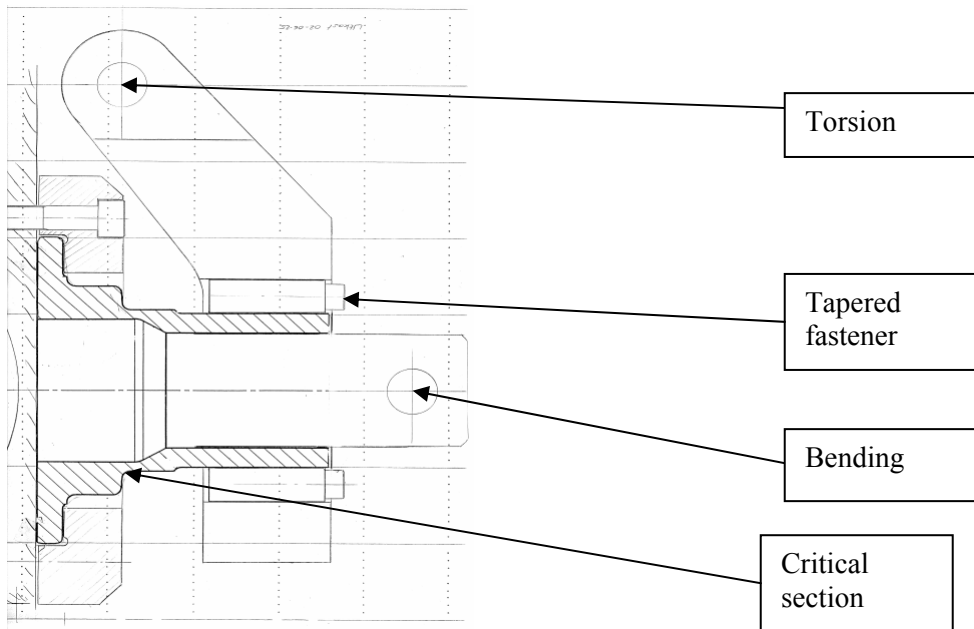 Torsion
Tapered
fastener
Bending
Critical
section